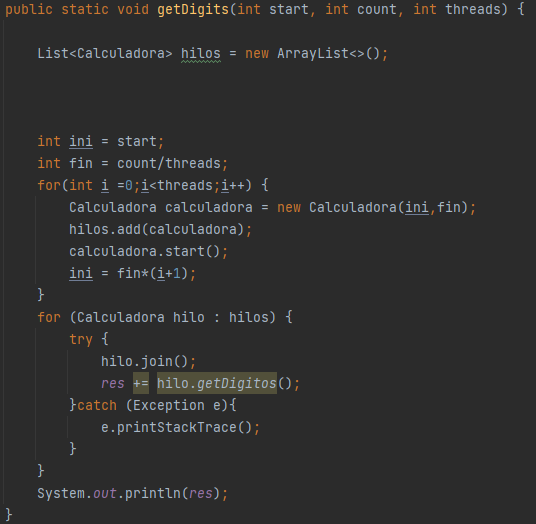 public static void getDigits(int start, int count, int threads) {
List<Calculadora> hilos = new ArrayList<>();
int ini = start;
int fin = count/threads;
for(int i =0;i<threads;i++) {
Calculadora calculadora = new Calculadora(ini,fin);
hilos.add(calculadora);
calculadora.start();
ini = fin*(i+1);
}
for (Calculadora hilo : hilos) {
try {
hilo.join();
res += hilo.getDigitos();
}catch (Exception e){
e.printStackTrace();
}
}
System.out.println(res);
}